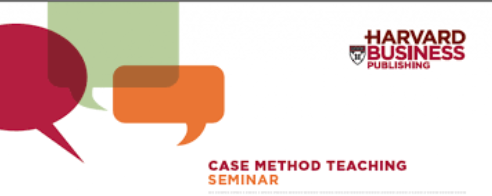 HARVARD
BUSINESS
PUBLISHING
CASE METHOD TEACHING
SEMINAR